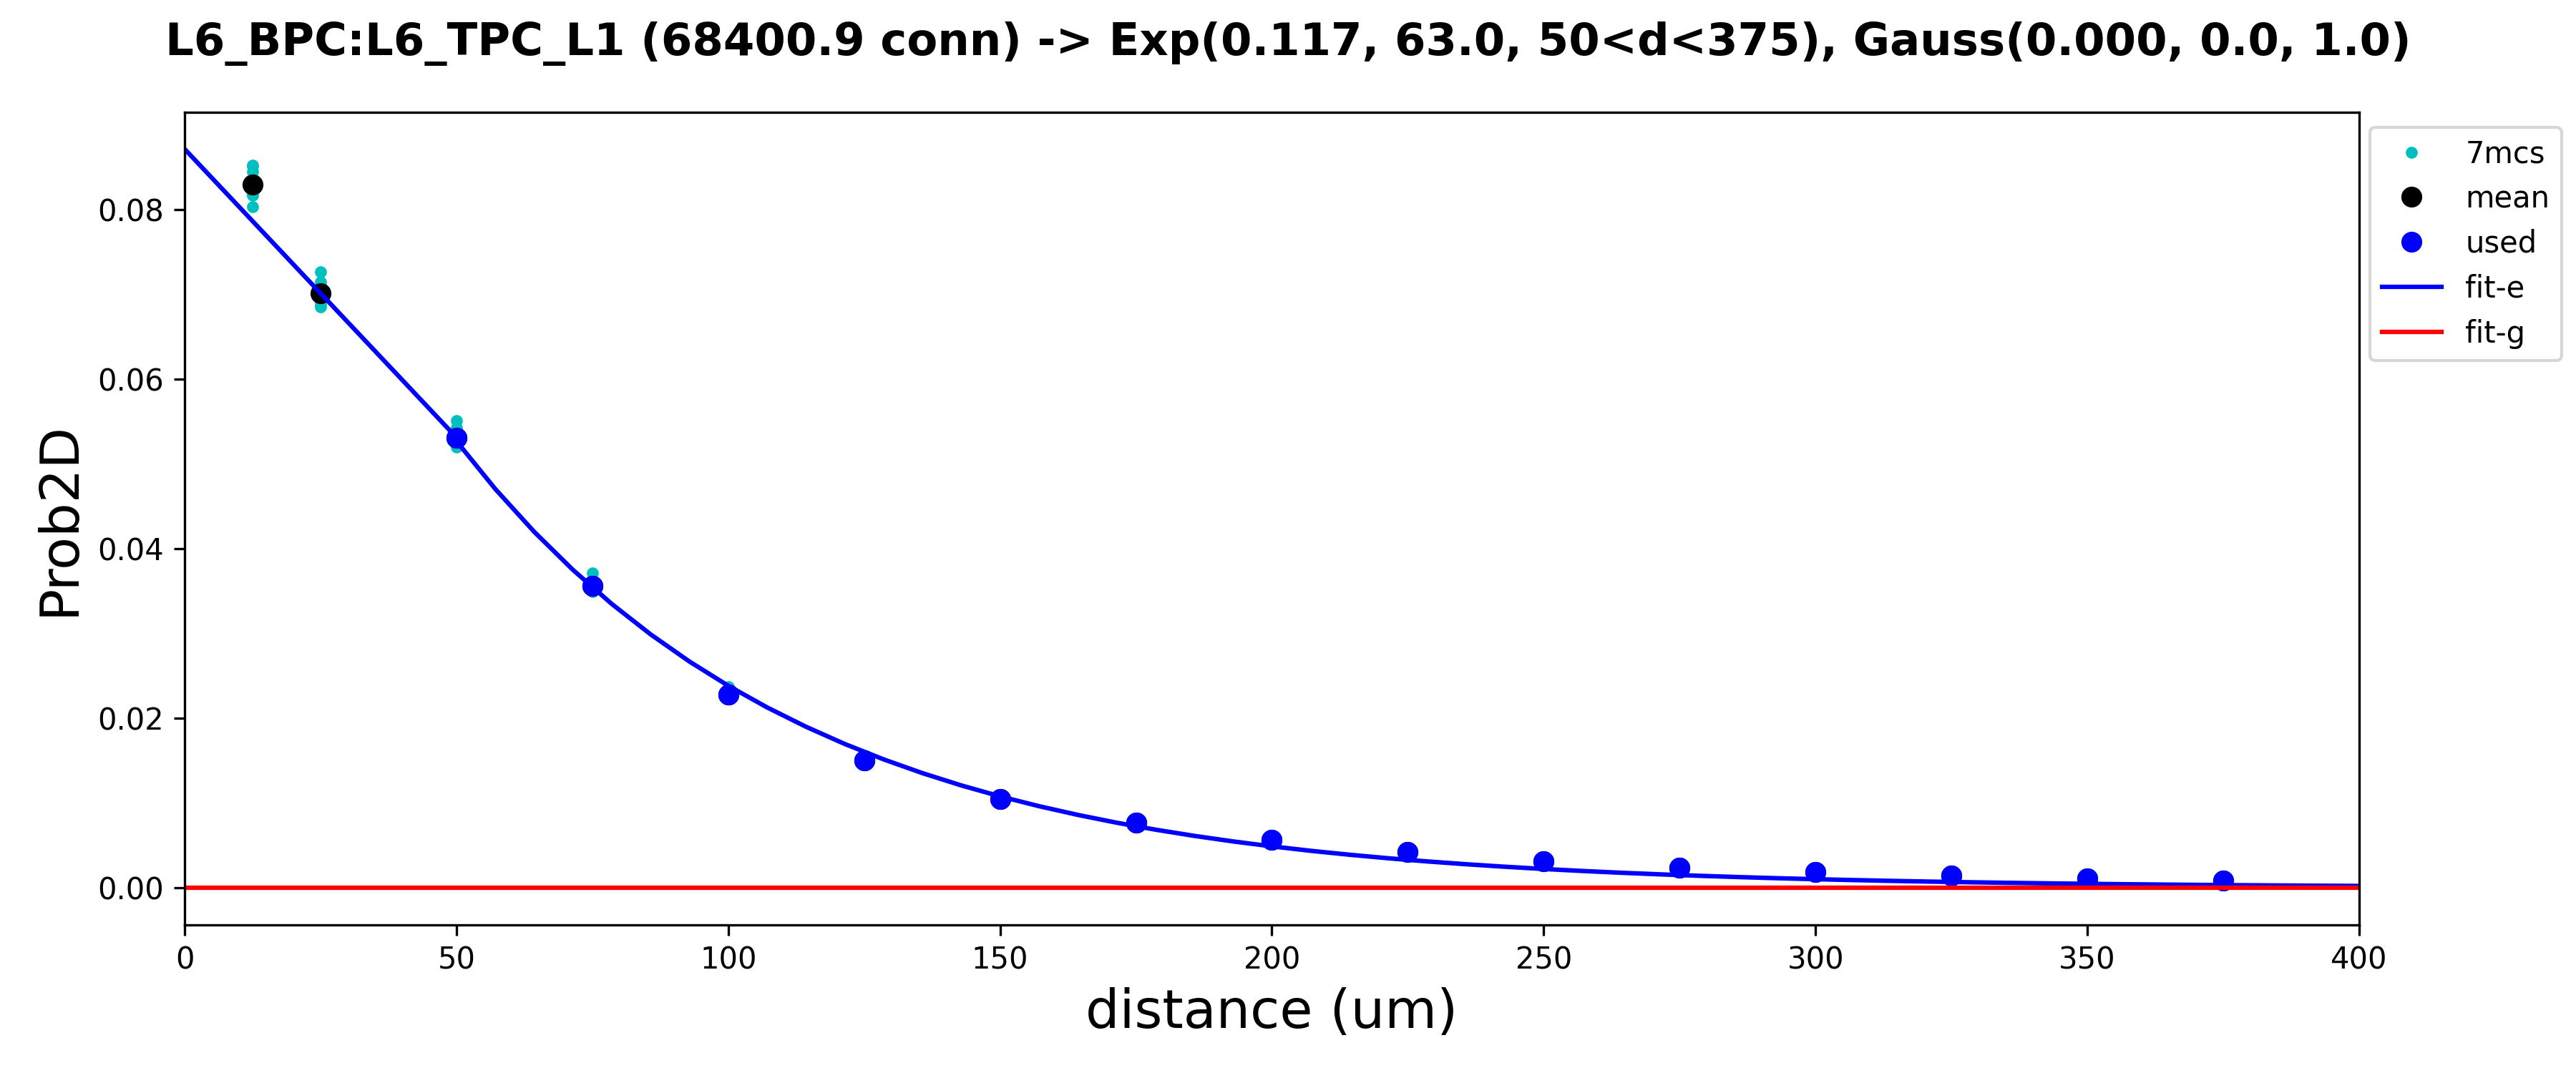 L6_BPC:L6_TPC_L1 (68400.9 conn) -> Exp(0.117, 63.0, 50<d<375), Gauss(0.000, 0.0, 1.0)
7mcs
mean
used
fit-e
fit-g
Prob2D
0.08
0.06
0.04
0.02
0.00
0 50 100 150 200 250 300 350 400
distance (um)